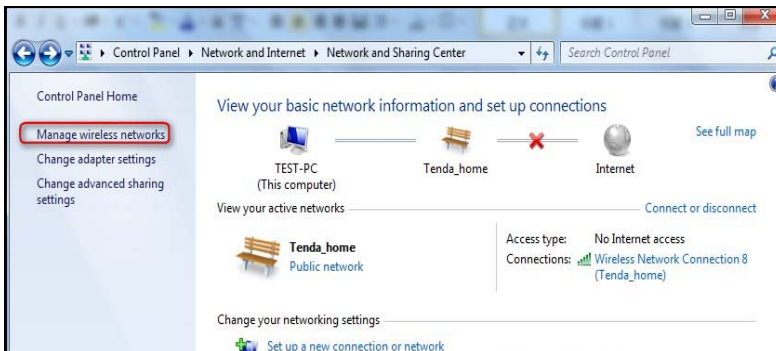 Control Panel ▸ Network and Internet ▸ Network and Sharing Center
Search Control Panel
Control Panel Home
Manage wireless networks
Change adapter settings
Change advanced sharing
settings
View your basic network information and set up connections
See full map
TEST-PC
(This computer)
Tenda_home
Internet
View your active networks
Connect or disconnect
Tenda_home
Public network
Access type: No Internet access
Connections: Wireless Network Connection 8
(Tenda_home)
Change your networking settings
Set up a new connection or network